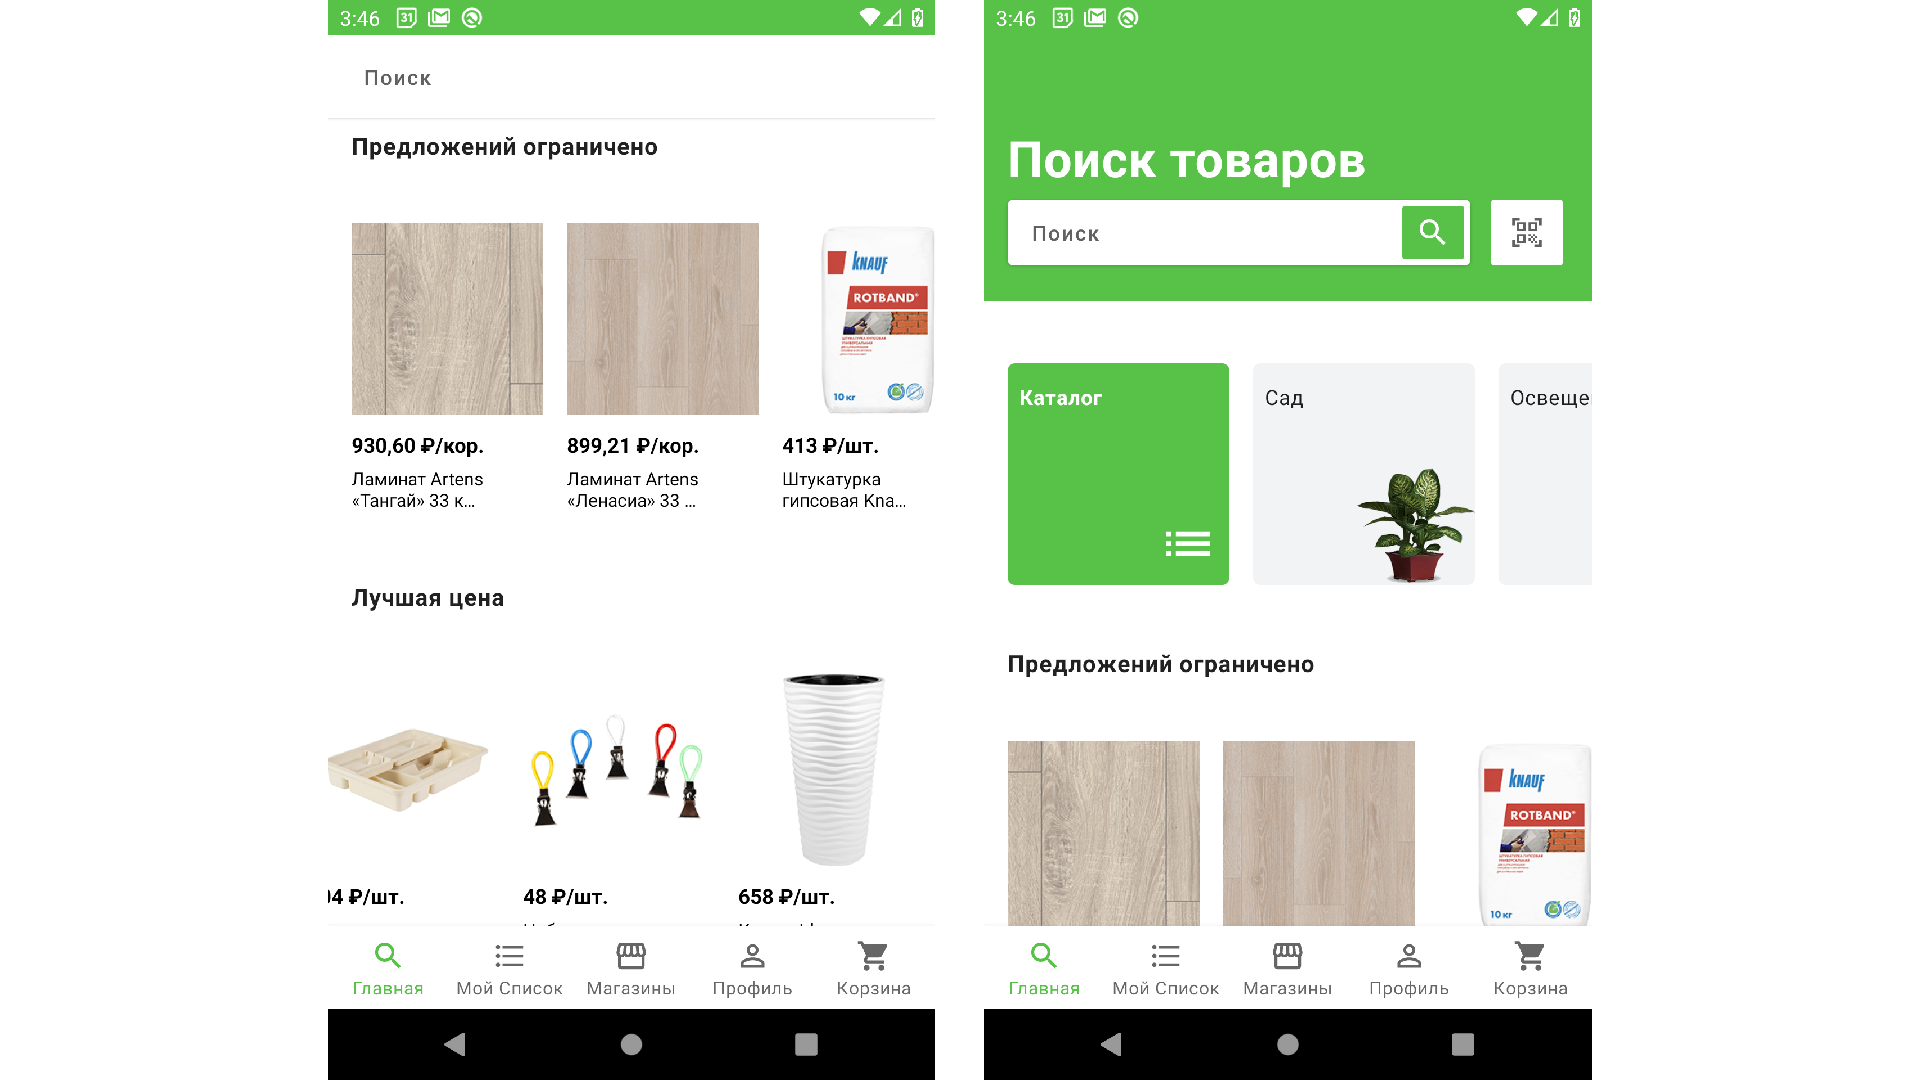 3:46
31
Поиск
Предложений ограничено
KNAUF
ROTBAND
10 кг
930,60 ₽/кор.
899,21 ₽/кор.
413 ₽/шт.
Ламинат Artens
«Тангай» 33 к...
Ламинат Artens
«Ленасиа» 33 ...
Штукатурка
гипсовая Kna...
Лучшая цена
4 ₽/шт.
48 ₽/шт.
658 ₽/шт.
Главная
Мой Список
Магазины
Профиль
Корзина
3:46
31
Поиск товаров
Поиск
Каталог
Сад
Освеще
Предложений ограничено
KNAUF
ROTBAND
10 кг
Главная
Мой Список
Магазины
Профиль
Корзина